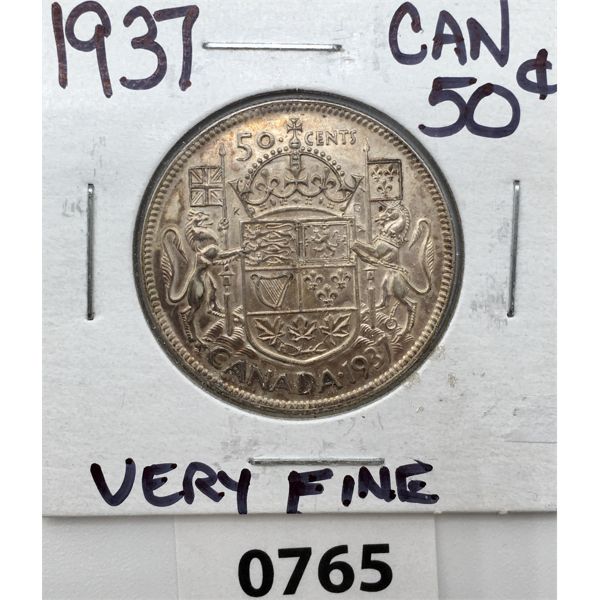 1937
CAN
50¢
50 · CENTS
K G
CANADA · 1937
VERY FINE
0765